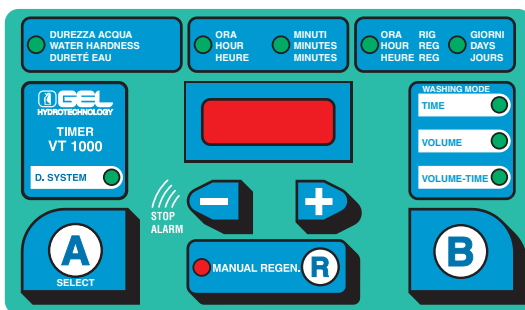 DUREZZA ACQUA
WATER HARDNESS
DURETÉ EAU
ORA
HOUR
HEURE
MINUTI
MINUTES
MINUTES
ORA RIG
HOUR REG
HEURE REG
GIORNI
DAYS
JOURS
GEL
HYDROTECHNOLOGY
TIMER
VT 1000
D. SYSTEM
WASHING MODE
TIME
VOLUME
VOLUME-TIME
STOP
ALARM
−
+
A
SELECT
MANUAL REGEN. R
B